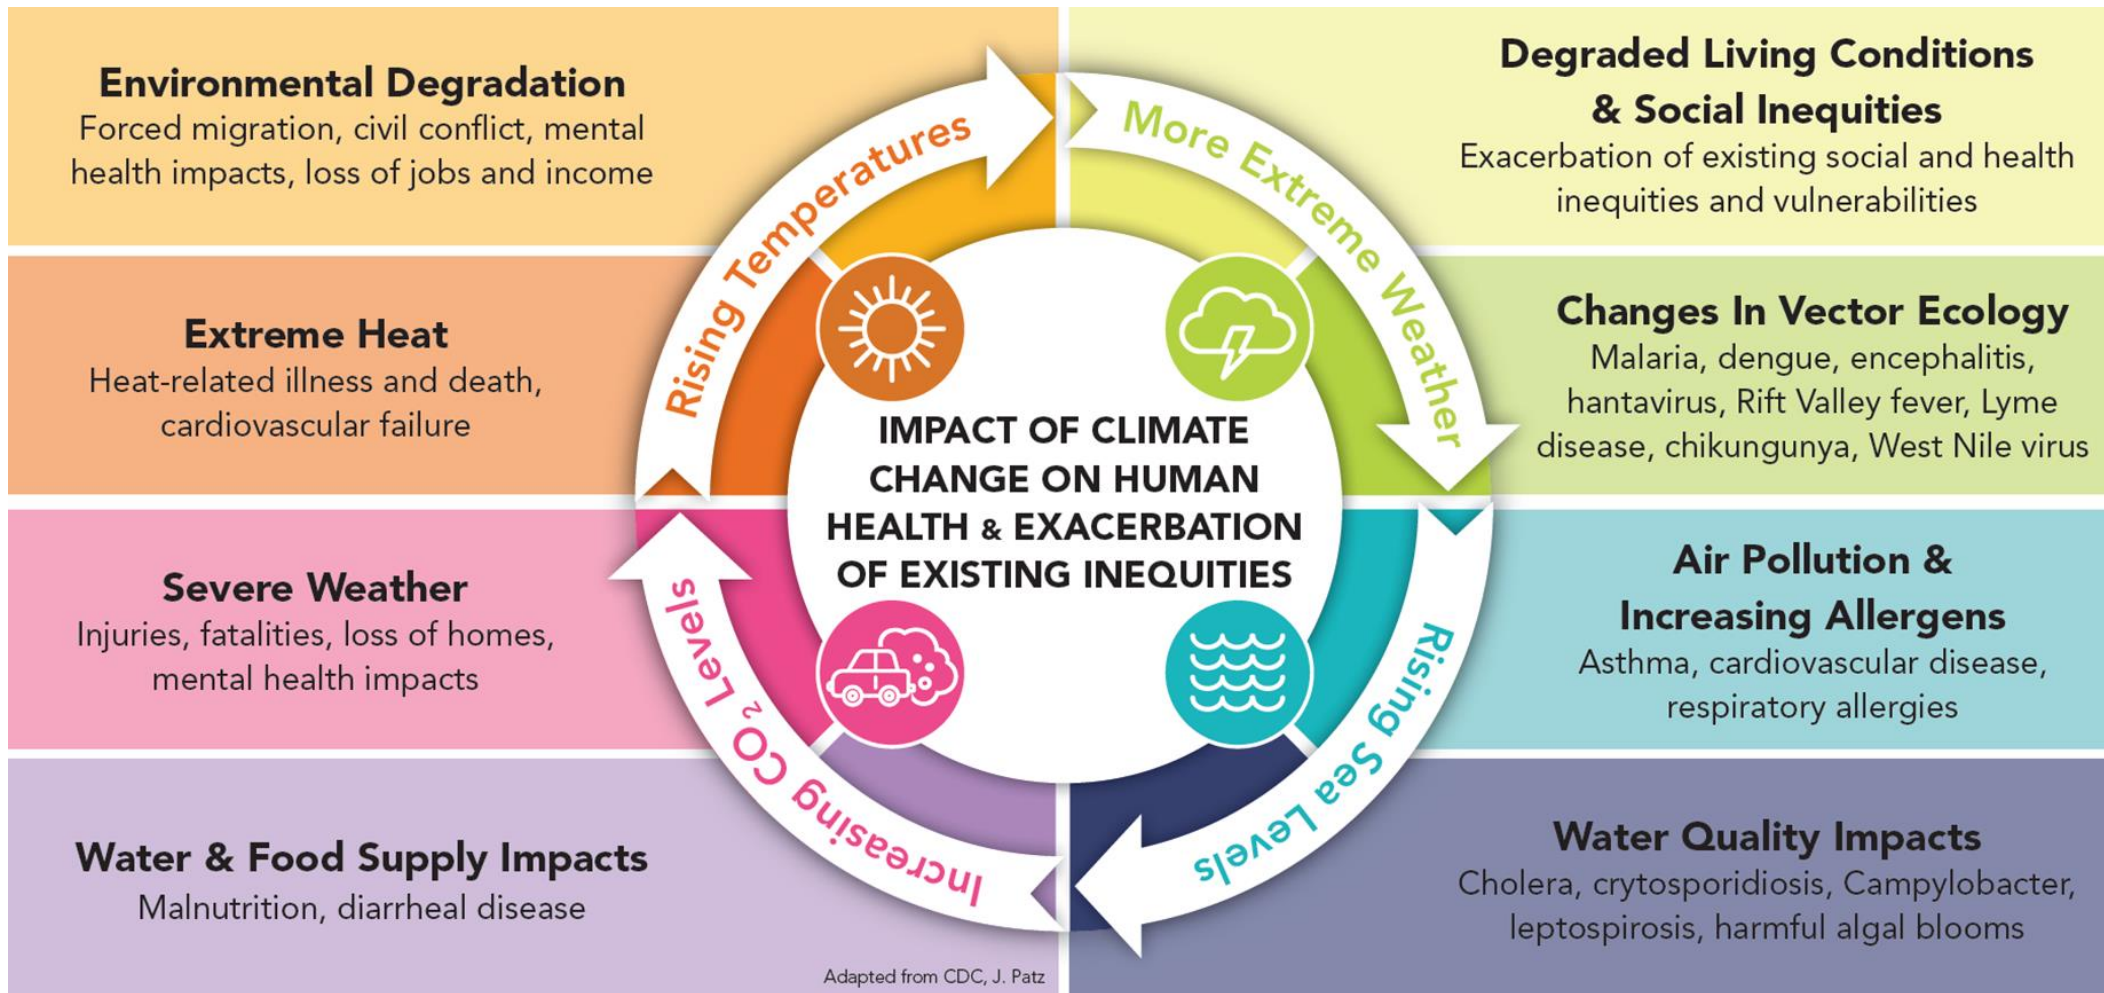 Environmental Degradation
Forced migration, civil conflict, mental
health impacts, loss of jobs and income
Extreme Heat
Heat-related illness and death,
cardiovascular failure
Severe Weather
Injuries, fatalities, loss of homes,
mental health impacts
Water & Food Supply Impacts
Malnutrition, diarrheal disease
Adapted from CDC, J. Patz
Rising Temperatures
More Extreme Weather
Rising Sea Levels
Increasing CO₂ Levels
IMPACT OF CLIMATE
CHANGE ON HUMAN
HEALTH & EXACERBATION
OF EXISTING INEQUITIES
Degraded Living Conditions
& Social Inequities
Exacerbation of existing social and health
inequities and vulnerabilities
Changes In Vector Ecology
Malaria, dengue, encephalitis,
hantavirus, Rift Valley fever, Lyme
disease, chikungunya, West Nile virus
Air Pollution &
Increasing Allergens
Asthma, cardiovascular disease,
respiratory allergies
Water Quality Impacts
Cholera, crytosporidiosis, Campylobacter,
leptospirosis, harmful algal blooms